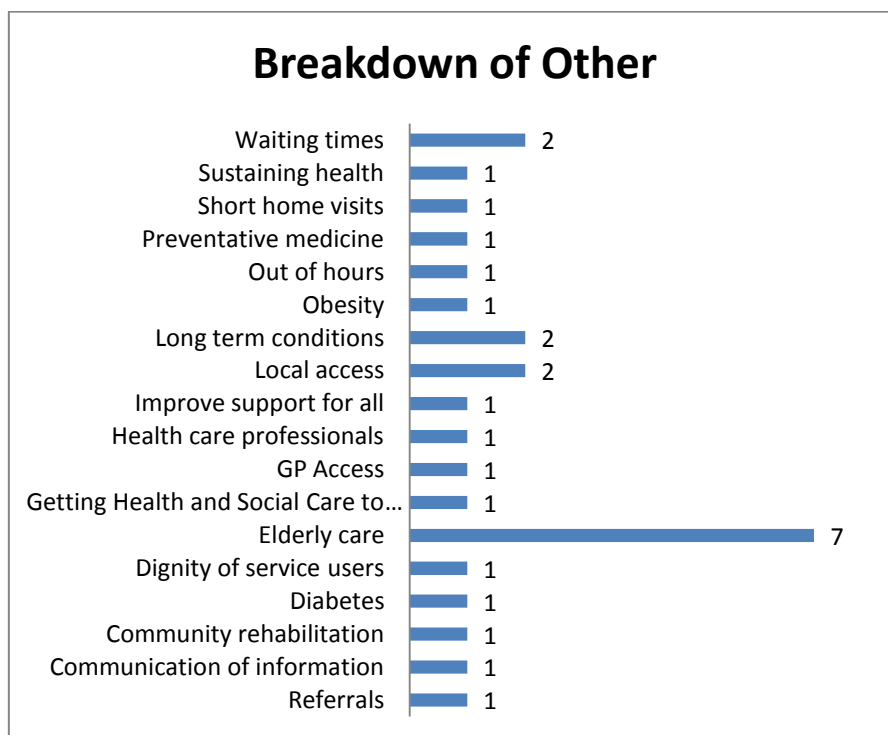 Breakdown of Other
Waiting times 2
Sustaining health 1
Short home visits 1
Preventative medicine 1
Out of hours 1
Obesity 1
Long term conditions 2
Local access 2
Improve support for all 1
Health care professionals 1
GP Access 1
Getting Health and Social Care to… 1
Elderly care 7
Dignity of service users 1
Diabetes 1
Community rehabilitation 1
Communication of information 1
Referrals 1